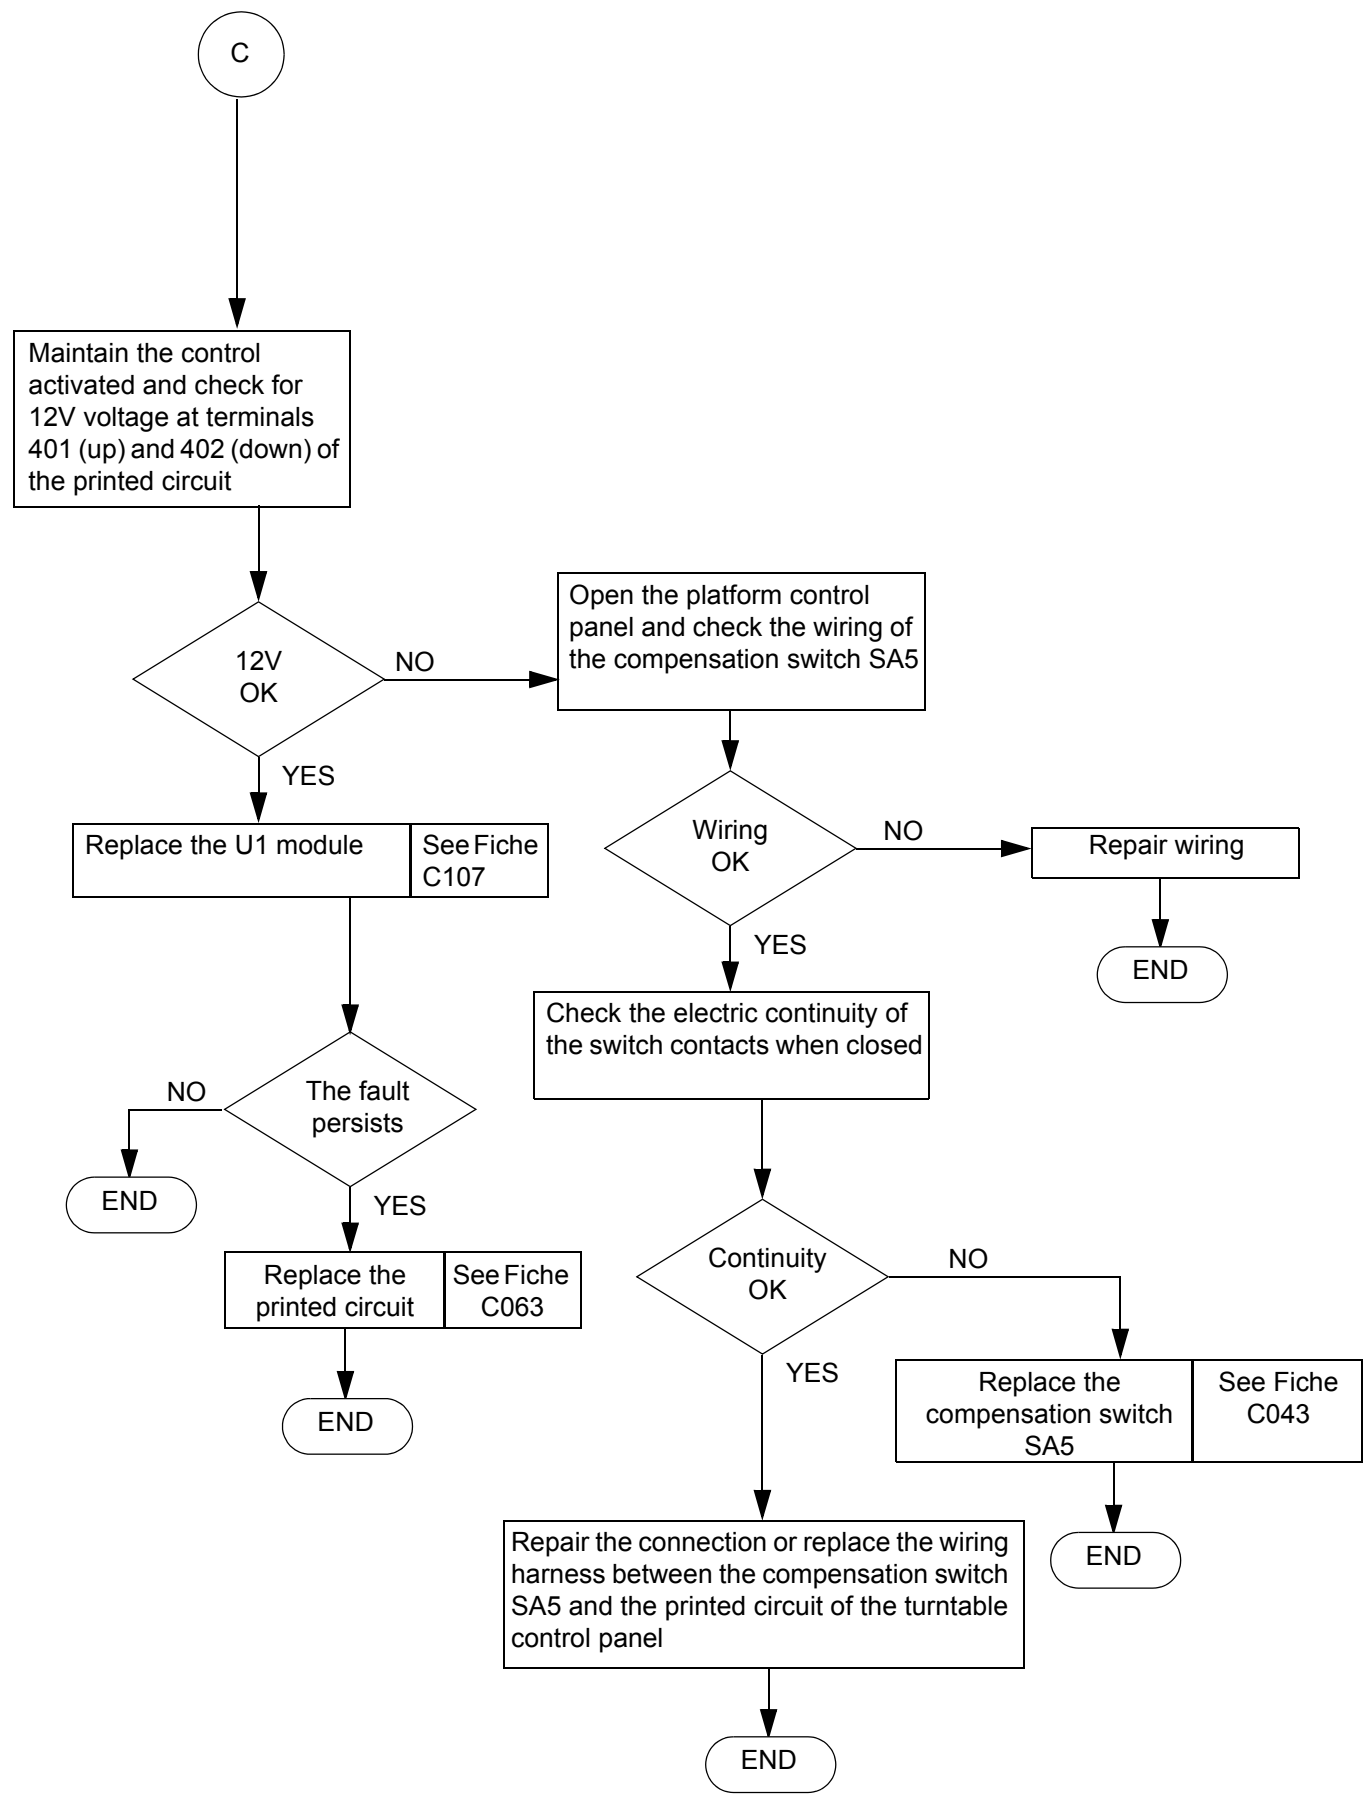 C
Maintain the control
activated and check for
12V voltage at terminals
401 (up) and 402 (down) of
the printed circuit
12V
OK
NO
Open the platform control
panel and check the wiring of
the compensation switch SA5
YES
Replace the U1 module
See Fiche
C107
Wiring
OK
NO
Repair wiring
END
YES
Check the electric continuity of
the switch contacts when closed
The fault
persists
NO
END
YES
Replace the
printed circuit
See Fiche
C063
END
Continuity
OK
NO
YES
Replace the
compensation switch
SA5
See Fiche
C043
END
Repair the connection or replace the wiring
harness between the compensation switch
SA5 and the printed circuit of the turntable
control panel
END